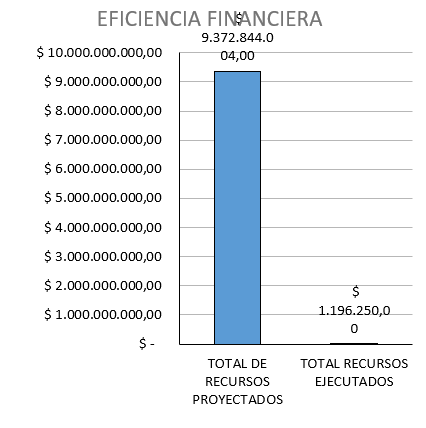 EFICIENCIA FINANCIERA
$
9.372.844.0
04,00
$ 10.000.000.000,00
$ 9.000.000.000,00
$ 8.000.000.000,00
$ 7.000.000.000,00
$ 6.000.000.000,00
$ 5.000.000.000,00
$ 4.000.000.000,00
$ 3.000.000.000,00
$ 2.000.000.000,00
$ 1.000.000.000,00
$ -
$
1.196.250,0
0
TOTAL DE
RECURSOS
PROYECTADOS
TOTAL RECURSOS
EJECUTADOS